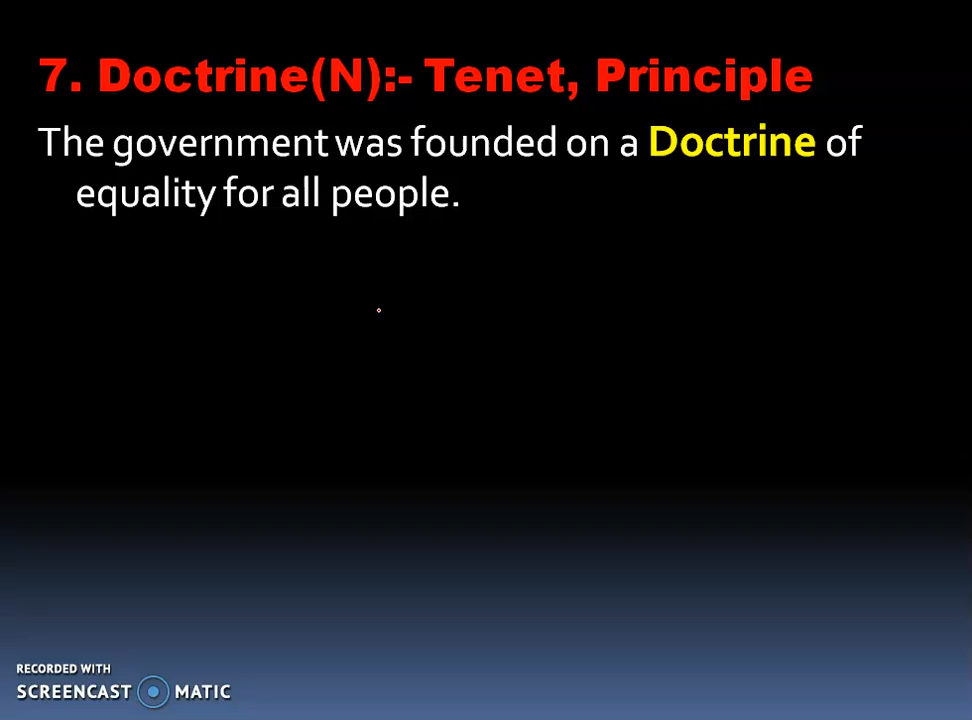 7. Doctrine(N):- Tenet, Principle
The government was founded on a Doctrine of
equality for all people.
RECORDED WITH
SCREENCAST MATIC